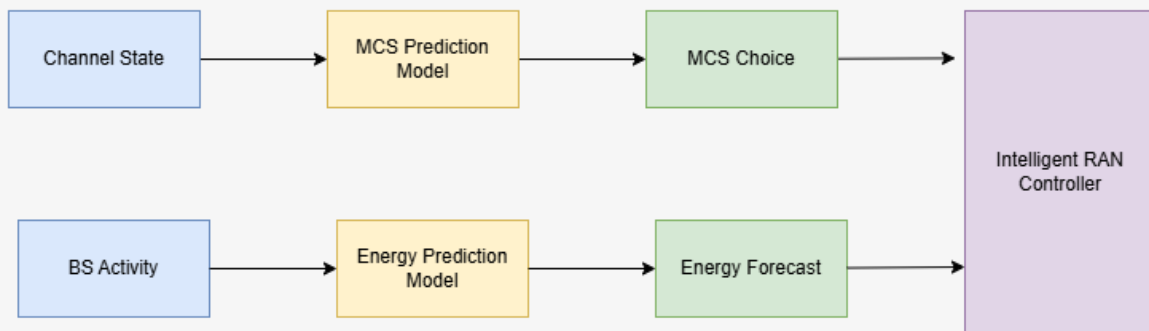 Channel State
MCS Prediction
Model
MCS Choice
Intelligent RAN
Controller
BS Activity
Energy Prediction
Model
Energy Forecast